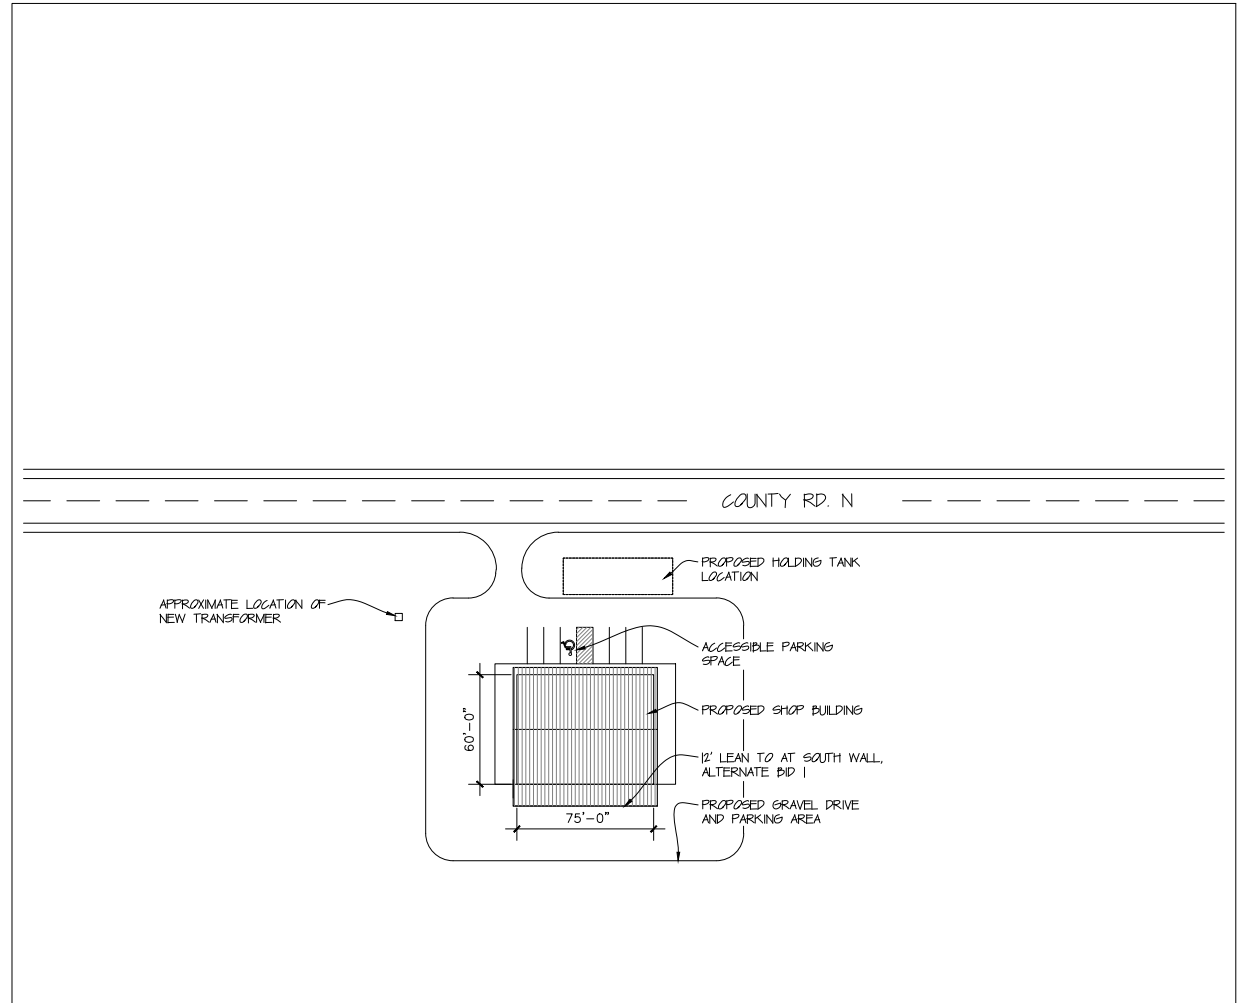 COUNTY RD. N
PROPOSED HOLDING TANK
LOCATION
APPROXIMATE LOCATION OF
NEW TRANSFORMER
ACCESSIBLE PARKING
SPACE
PROPOSED SHOP BUILDING
60'-0"
12' LEAN TO AT SOUTH WALL,
ALTERNATE BID 1
PROPOSED GRAVEL DRIVE
AND PARKING AREA
75'-0"